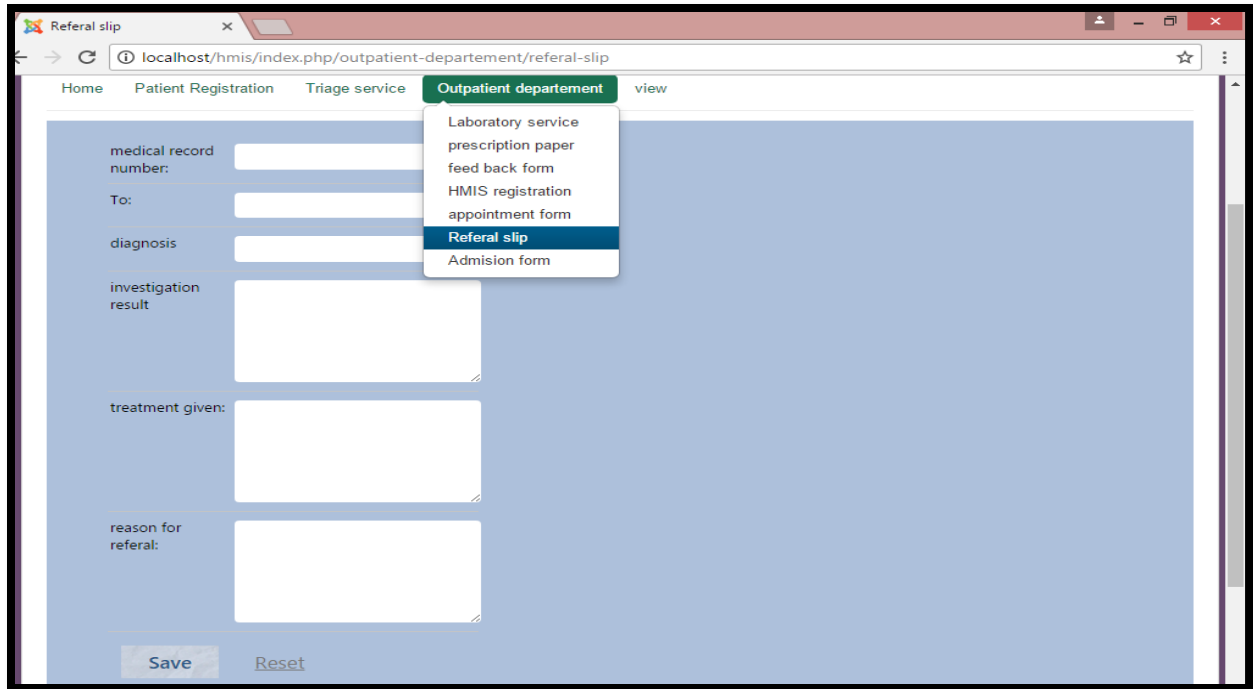 Referal slip
localhost/hmis/index.php/outpatient-departement/referal-slip
Home Patient Registration Triage service Outpatient departement view
Laboratory service
prescription paper
feed back form
HMIS registration
appointment form
Referal slip
Admision form
medical record
number:
To:
diagnosis
investigation
result
treatment given:
reason for
referal:
Save Reset